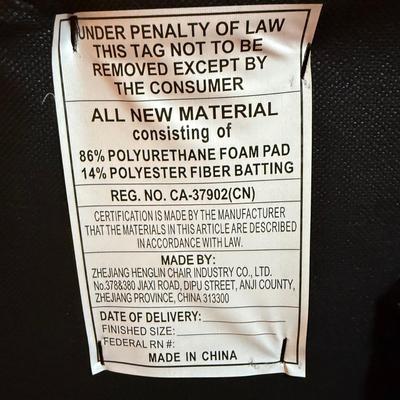 UNDER PENALTY OF LAW
THIS TAG NOT TO BE
REMOVED EXCEPT BY
THE CONSUMER
ALL NEW MATERIAL
consisting of
86% POLYURETHANE FOAM PAD
14% POLYESTER FIBER BATTING
REG. NO. CA-37902(CN)
CERTIFICATION IS MADE BY THE MANUFACTURER
THAT THE MATERIALS IN THIS ARTICLE ARE DESCRIBED
IN ACCORDANCE WITH LAW.
MADE BY:
ZHEJIANG HENGLIN CHAIR INDUSTRY CO., LTD.
No.378&380 JIAXI ROAD, DIPU STREET, ANJI COUNTY,
ZHEJIANG PROVINCE, CHINA 313300
DATE OF DELIVERY:
FINISHED SIZE:
FEDERAL RN #:
MADE IN CHINA